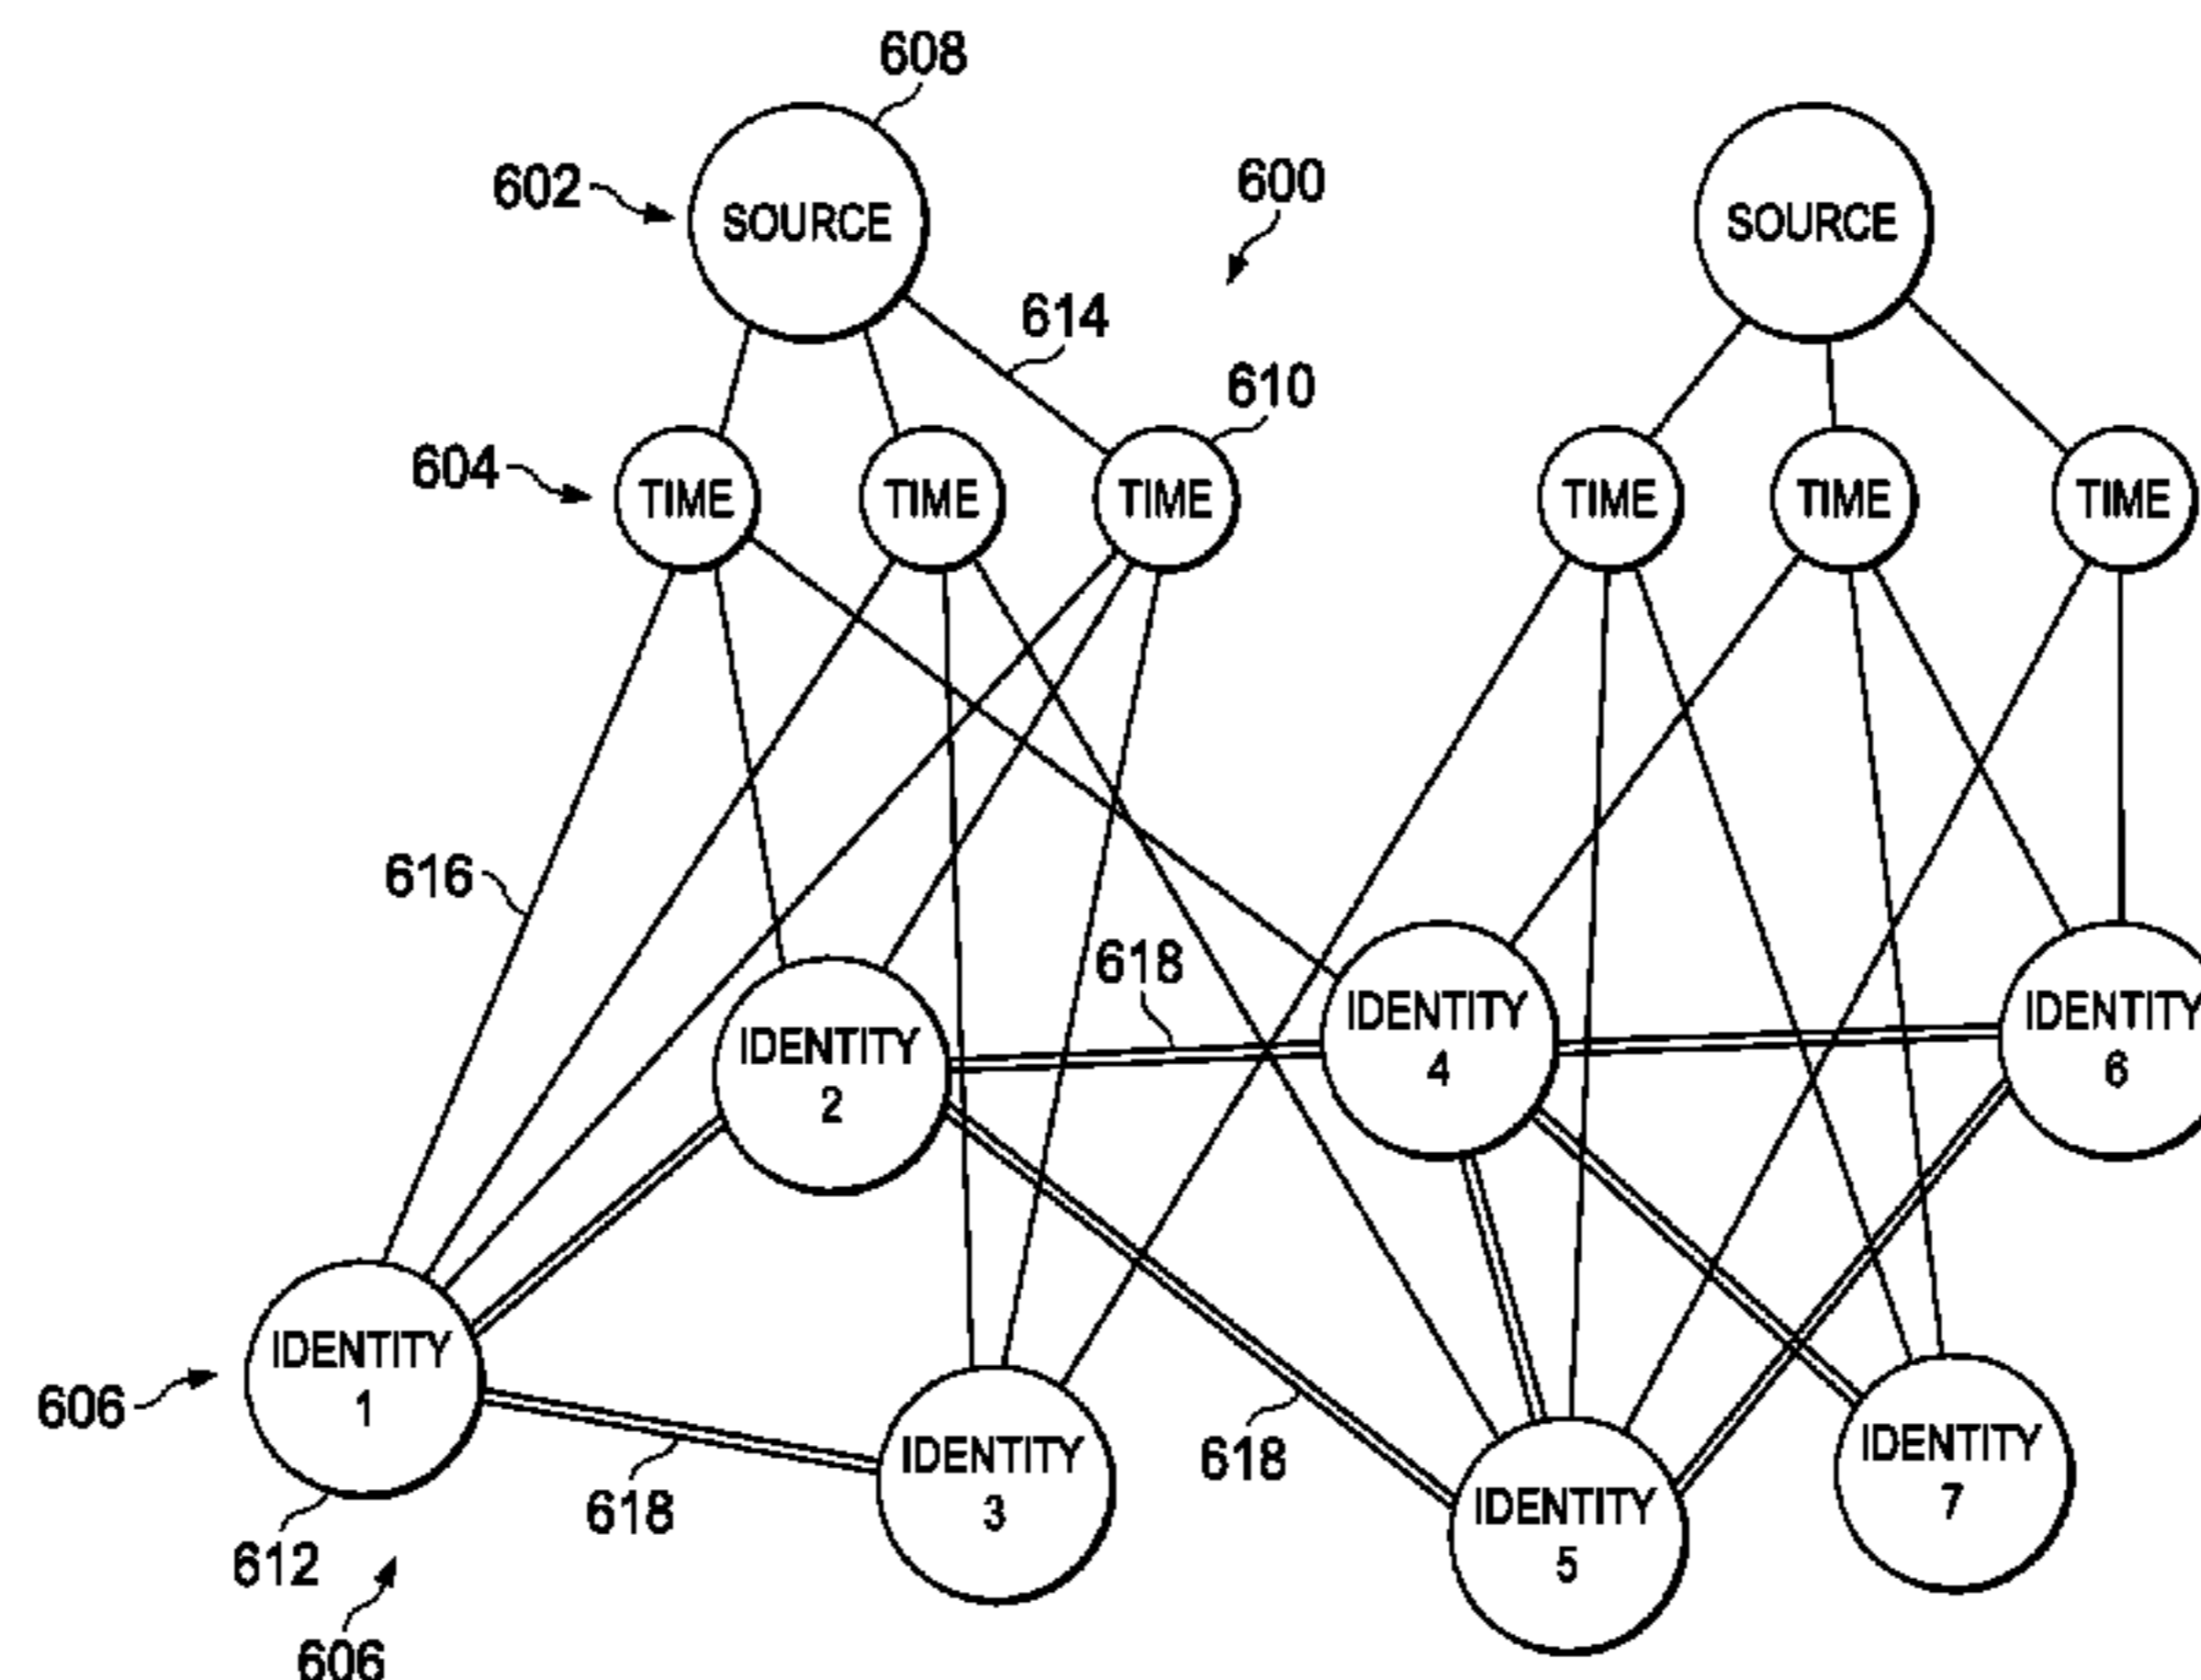 608
602
SOURCE
600
SOURCE
614
610
604
TIME
TIME
TIME
TIME
TIME
TIME
616
618
IDENTITY
2
IDENTITY
4
IDENTITY
6
606
IDENTITY
1
618
IDENTITY
3
618
IDENTITY
5
IDENTITY
7
612
606